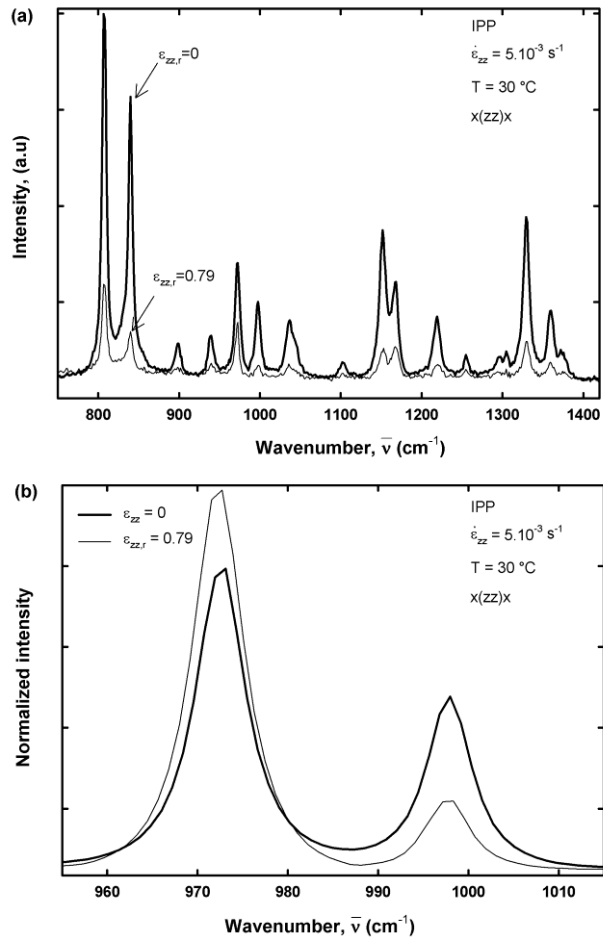 (a)
IPP
ε̇zz = 5.10⁻³ s⁻¹
T = 30 °C
x(zz)x
εzz,r=0
εzz,r=0.79
Intensity, (a.u)
800 900 1000 1100 1200 1300 1400
Wavenumber, ν̅ (cm⁻¹)
(b)
εzz = 0
εzz,r = 0.79
IPP
ε̇zz = 5.10⁻³ s⁻¹
T = 30 °C
x(zz)x
Normalized intensity
960 970 980 990 1000 1010
Wavenumber, ν̅ (cm⁻¹)